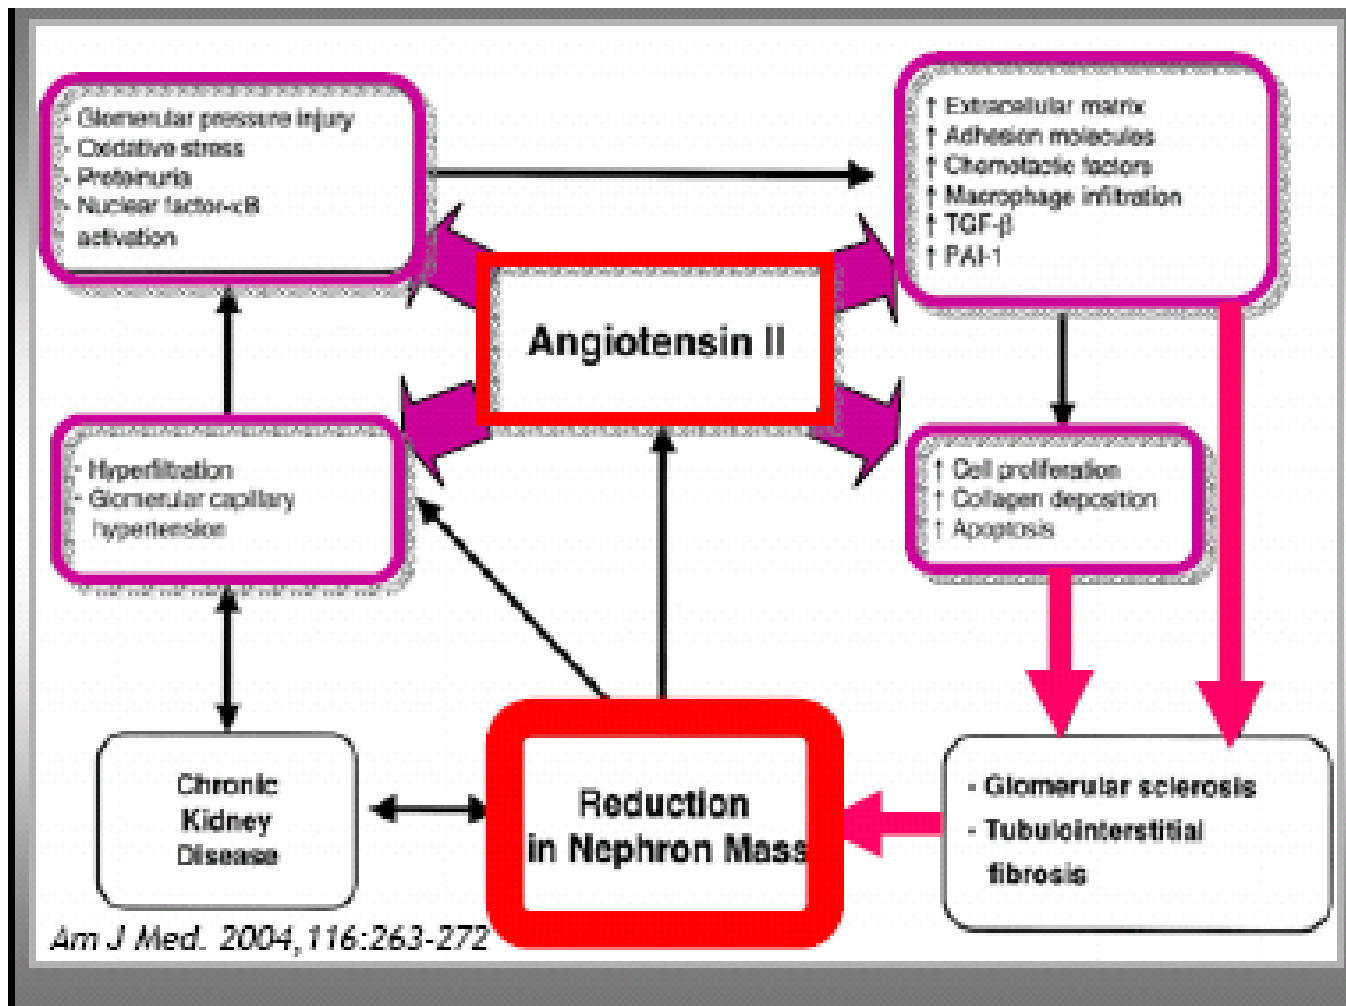 - Glomerular pressure injury
- Oxidative stress
- Proteinuria
- Nuclear factor-κB
activation
↑ Extracellular matrix
↑ Adhesion molecules
↑ Chemotactic factors
↑ Macrophage infiltration
↑ TGF-β
↑ PAI-1
Angiotensin II
- Hyperfiltration
- Glomerular capillary
hypertension
↑ Cell proliferation
↑ Collagen deposition
↑ Apoptosis
Chronic
Kidney
Disease
Reduction
in Nephron Mass
- Glomerular sclerosis
- Tubulointerstitial
fibrosis
Am J Med. 2004,116:263-272